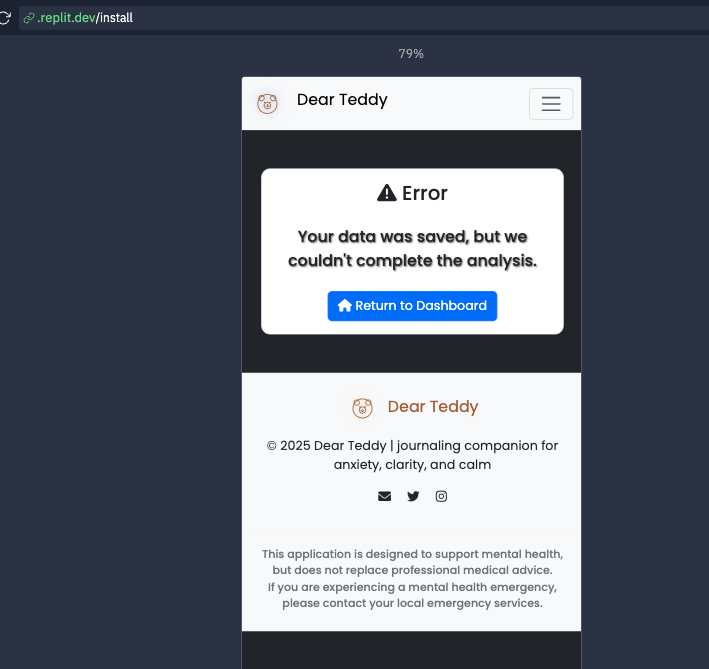 .replit.dev/install
79%
Dear Teddy
Error
Your data was saved, but we
couldn't complete the analysis.
Return to Dashboard
Dear Teddy
© 2025 Dear Teddy | journaling companion for
anxiety, clarity, and calm
This application is designed to support mental health,
but does not replace professional medical advice.
If you are experiencing a mental health emergency,
please contact your local emergency services.